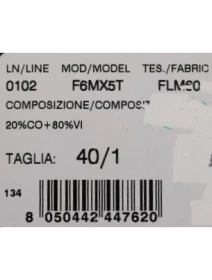 LN/LINE MOD/MODEL TES./FABRIC
0102 F6MX5T FLM60
COMPOSIZIONE/COMPOSIT
20%CO+80%VI
TAGLIA: 40/1
134
8 050442 447620